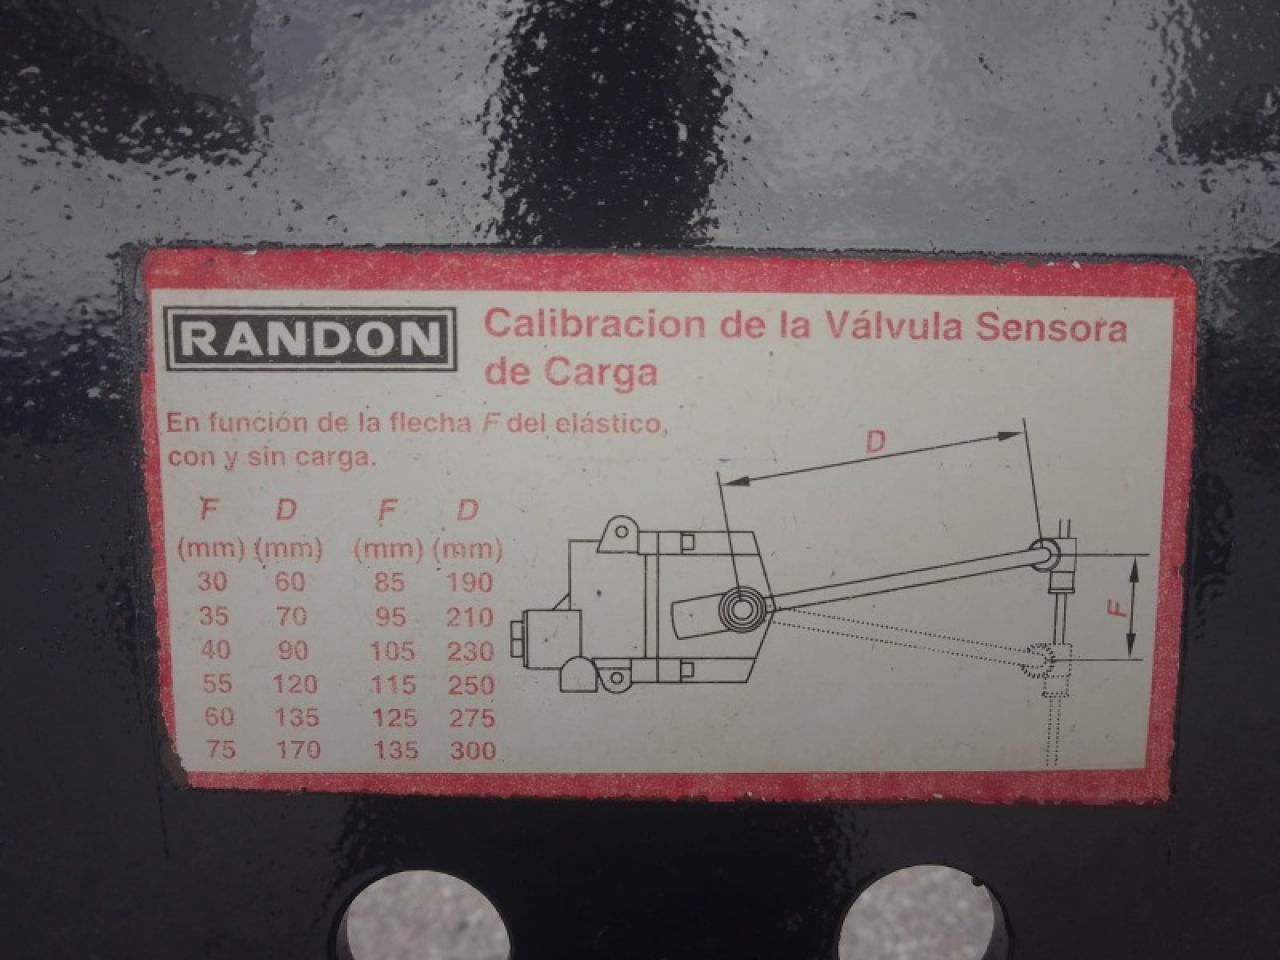 RANDON
Calibracion de la Válvula Sensora
de Carga
En función de la flecha F del elástico,
con y sin carga.
F D F D
(mm) (mm) (mm) (mm)
30 60 85 190
35 70 95 210
40 90 105 230
55 120 115 250
60 135 125 275
75 170 135 300
D
F